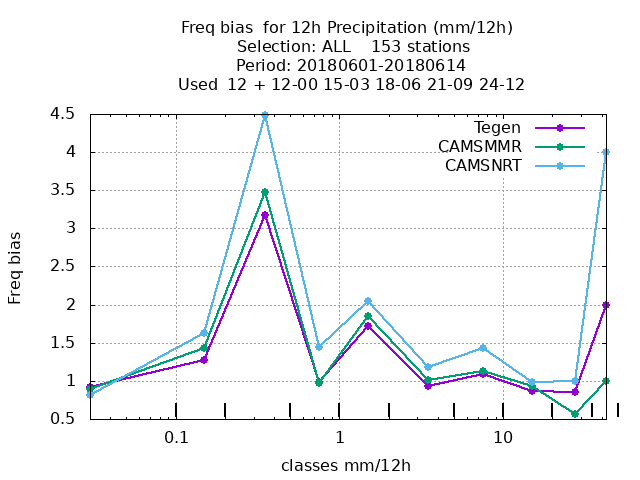 Freq bias  for 12h Precipitation (mm/12h)
Selection: ALL    153 stations
Period: 20180601-20180614
Used  12 + 12-00 15-03 18-06 21-09 24-12
Tegen
CAMSMMR
CAMSNRT
4.5
4
3.5
3
2.5
2
1.5
1
0.5
Freq bias
0.1 1 10
classes mm/12h